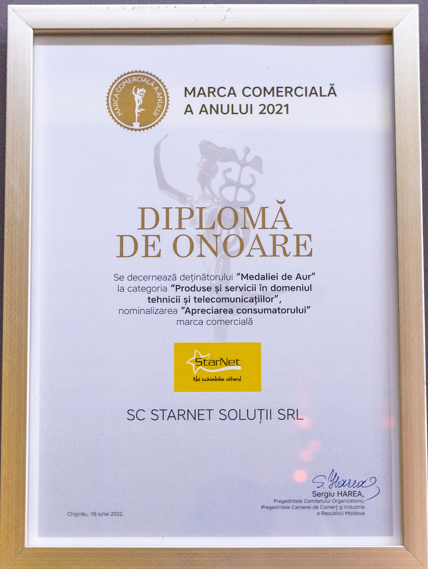 MARCA COMERCIALĂ A ANULUI
MARCA COMERCIALĂ
A ANULUI 2021
DIPLOMĂ
DE ONOARE
Se decernează deținătorului "Medaliei de Aur"
la categoria "Produse și servicii în domeniul
tehnicii și telecomunicațiilor",
nominalizarea "Aprecierea consumatorului"
marca comercială
StarNet
Noi schimbăm viitorul
SC STARNET SOLUȚII SRL
S. Harea
Sergiu HAREA,
Președintele Comitetului Organizatoric,
Președintele Camerei de Comerț și Industrie
a Republicii Moldova
Chișinău, 16 iunie 2022